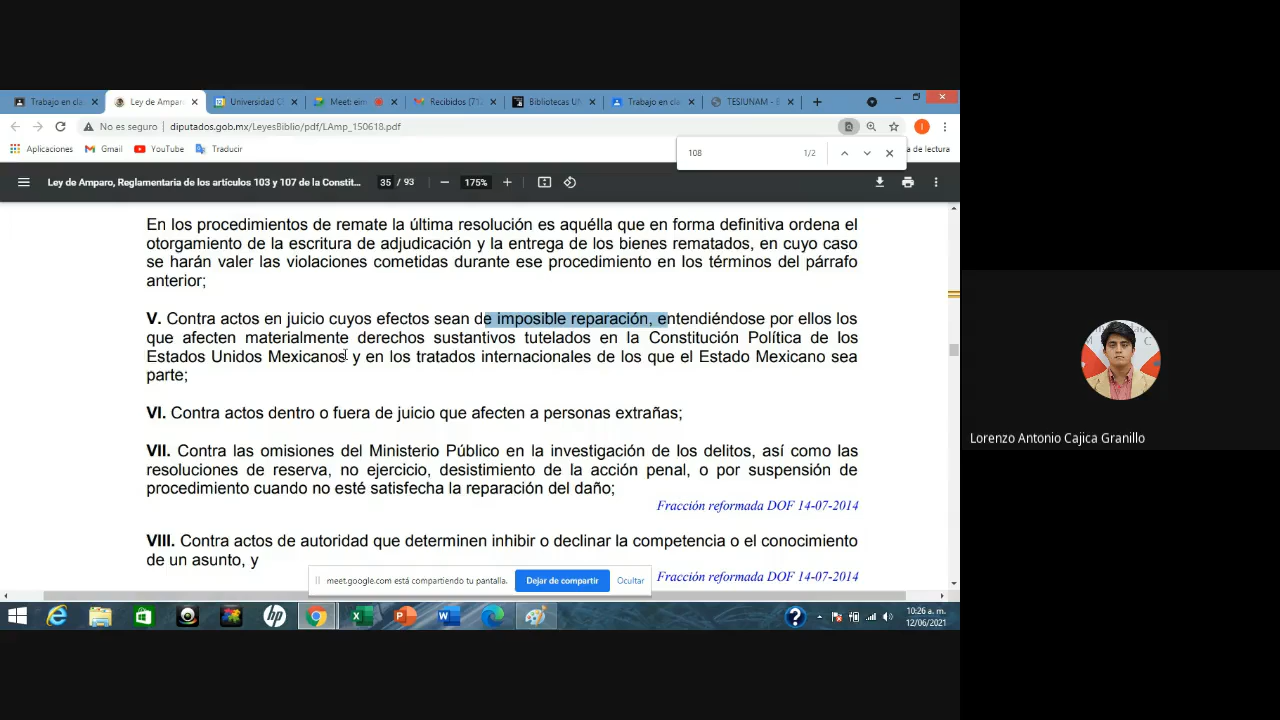 Trabajo en cla
Ley de Ampar
Universidad C
Meet: eim
Recibidos (71
Bibliotecas UN
Trabajo en cla
TESIUNAM - B
No es seguro | diputados.gob.mx/LeyesBiblio/pdf/LAmp_150618.pdf
Aplicaciones Gmail YouTube Traducir
108 1/2
a de lectura
Ley de Amparo, Reglamentaria de los artículos 103 y 107 de la Constit... 35 / 93 — 175% +
En los procedimientos de remate la última resolución es aquélla que en forma definitiva ordena el
otorgamiento de la escritura de adjudicación y la entrega de los bienes rematados, en cuyo caso
se harán valer las violaciones cometidas durante ese procedimiento en los términos del párrafo
anterior;
V. Contra actos en juicio cuyos efectos sean de imposible reparación, entendiéndose por ellos los
que afecten materialmente derechos sustantivos tutelados en la Constitución Política de los
Estados Unidos Mexicanos y en los tratados internacionales de los que el Estado Mexicano sea
parte;
VI. Contra actos dentro o fuera de juicio que afecten a personas extrañas;
VII. Contra las omisiones del Ministerio Público en la investigación de los delitos, así como las
resoluciones de reserva, no ejercicio, desistimiento de la acción penal, o por suspensión de
procedimiento cuando no esté satisfecha la reparación del daño;
Fracción reformada DOF 14-07-2014
VIII. Contra actos de autoridad que determinen inhibir o declinar la competencia o el conocimiento
de un asunto, y
Fracción reformada DOF 14-07-2014
meet.google.com está compartiendo tu pantalla. Dejar de compartir Ocultar
10:26 a. m.
12/06/2021
Lorenzo Antonio Cajica Granillo